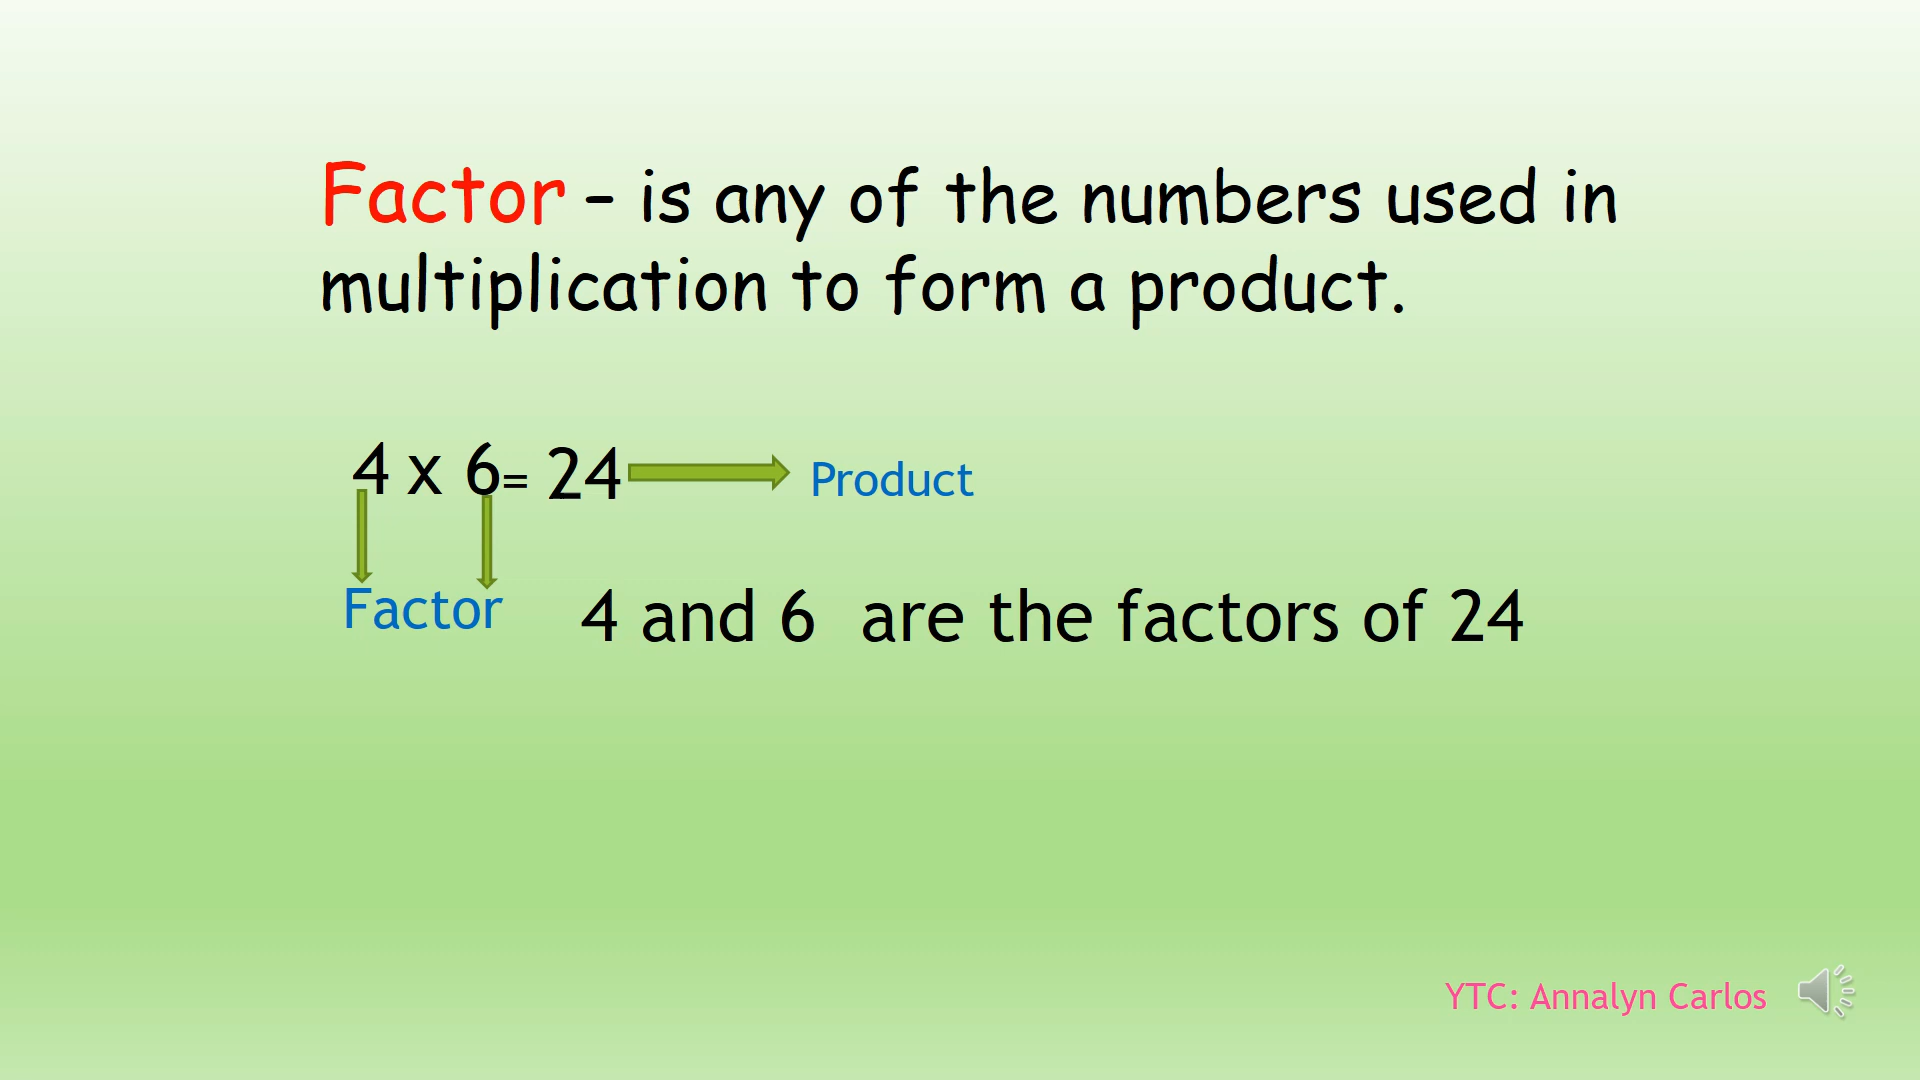 Factor – is any of the numbers used in
multiplication to form a product.
4 x 6 = 24 Product
Factor 4 and 6 are the factors of 24
YTC: Annalyn Carlos